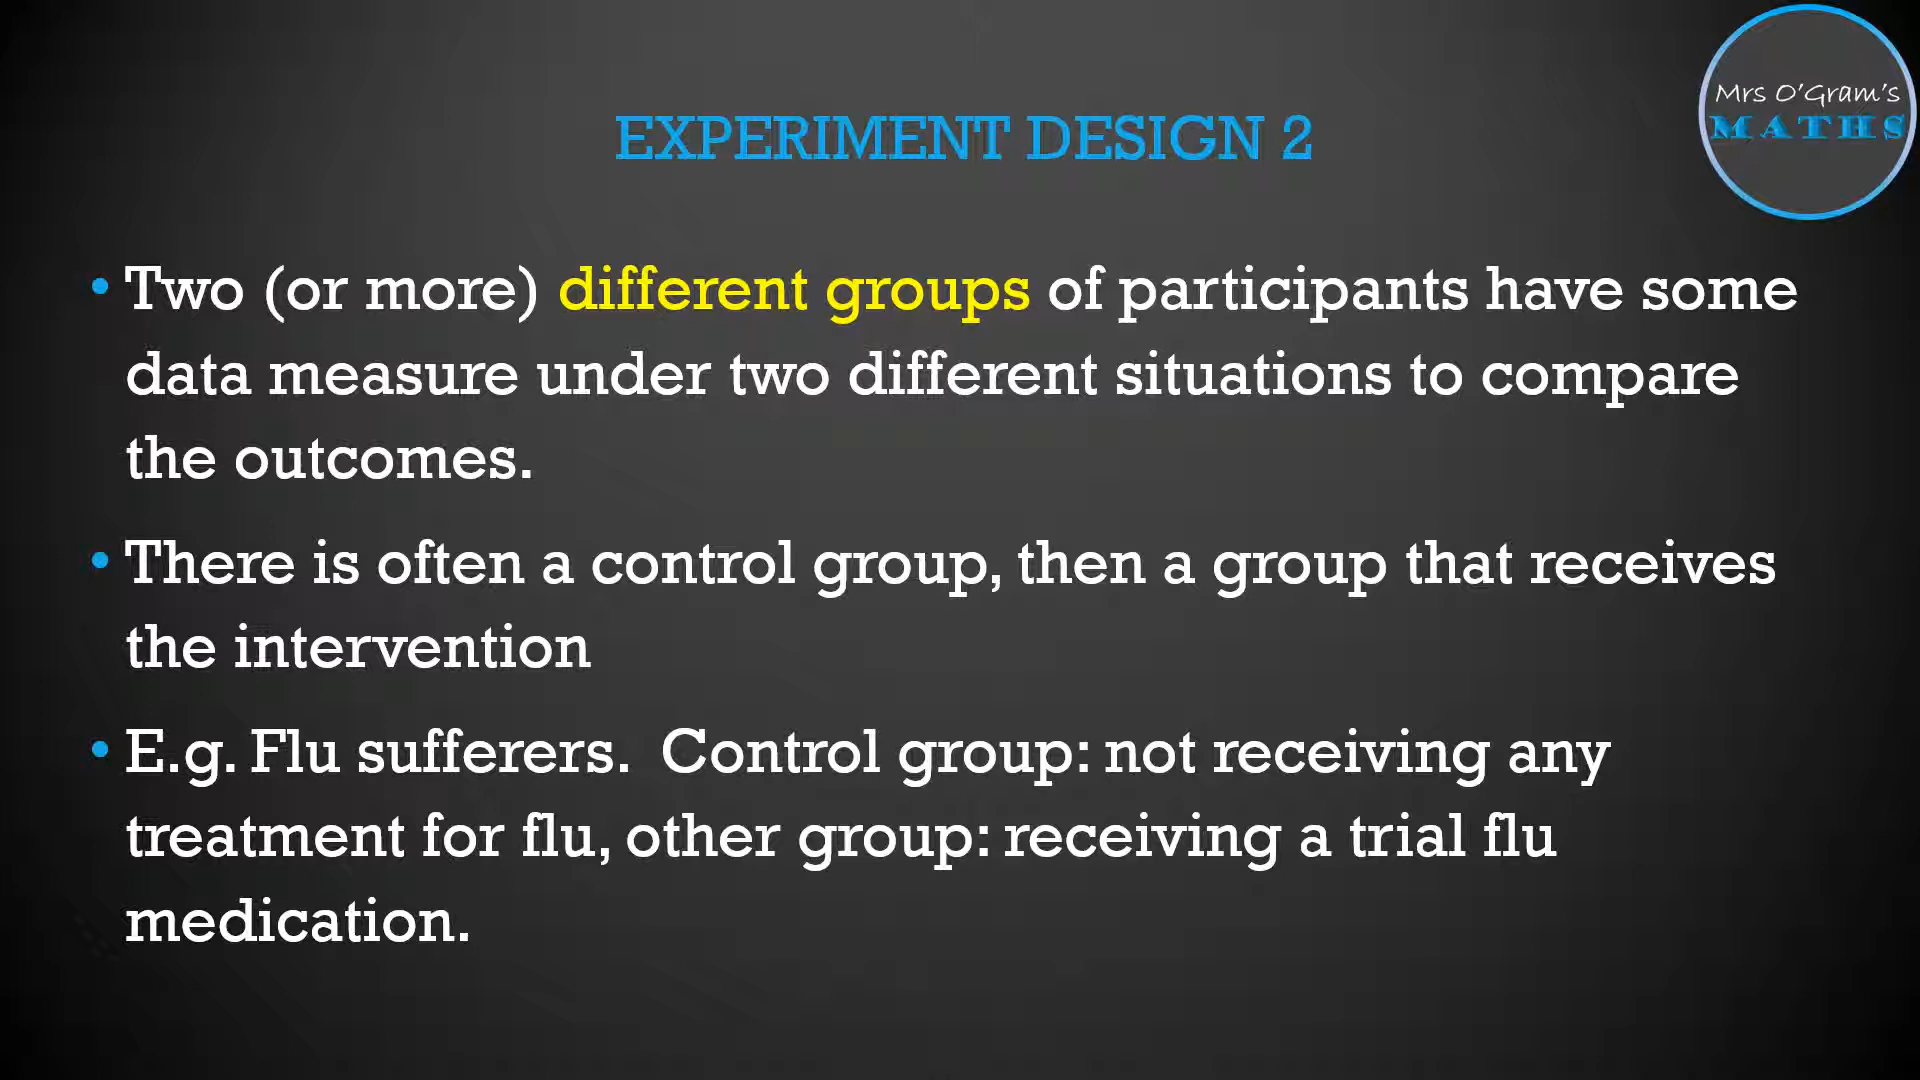 Mrs O'Gram's
MATHS
EXPERIMENT DESIGN 2
• Two (or more) different groups of participants have some
data measure under two different situations to compare
the outcomes.
• There is often a control group, then a group that receives
the intervention
• E.g. Flu sufferers.  Control group: not receiving any
treatment for flu, other group: receiving a trial flu
medication.